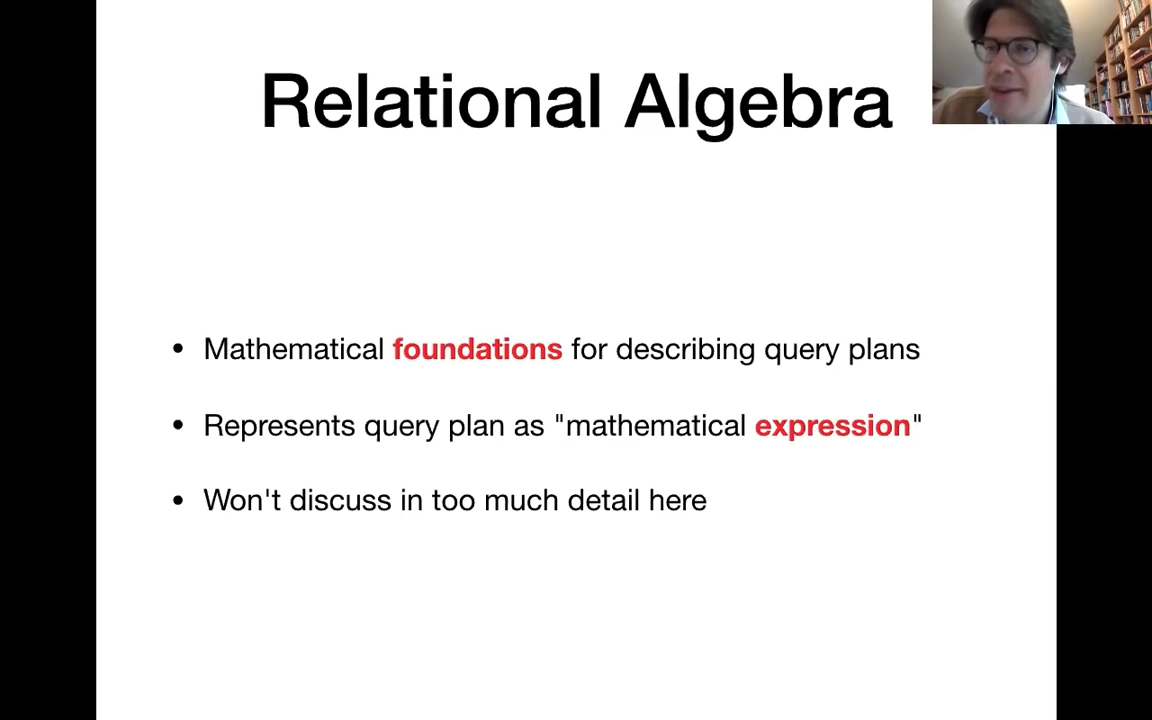 Relational Algebra
• Mathematical foundations for describing query plans
• Represents query plan as "mathematical expression"
• Won't discuss in too much detail here